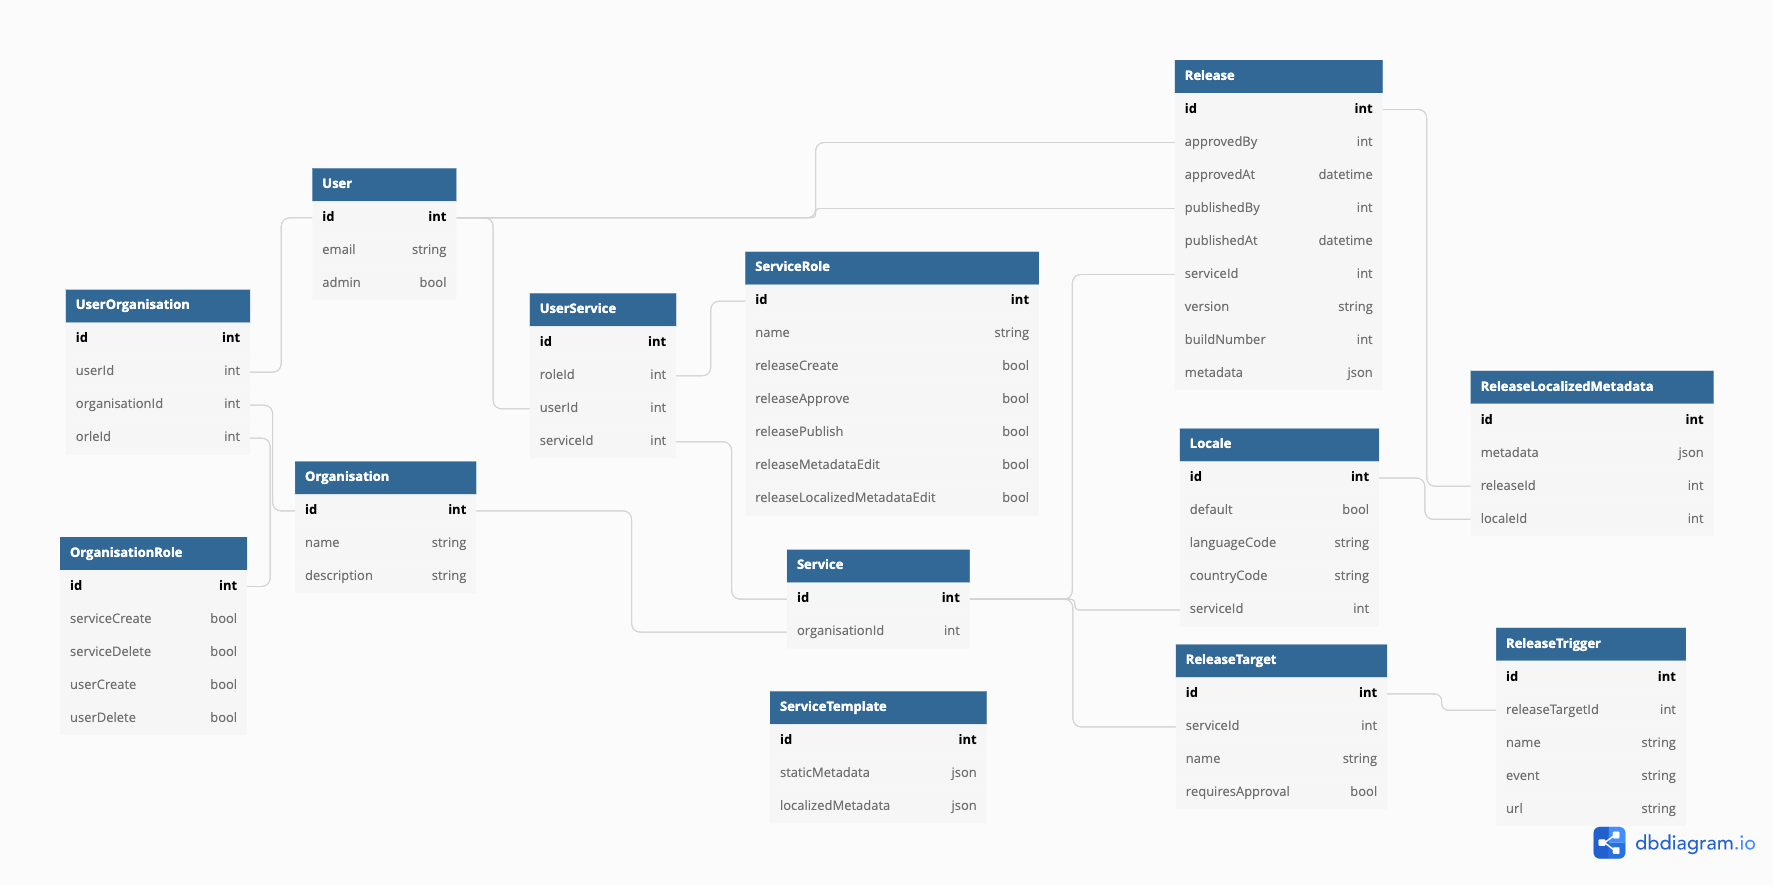 User
id int
email string
admin bool
UserOrganisation
id int
userId int
organisationId int
orleId int
OrganisationRole
id int
serviceCreate bool
serviceDelete bool
userCreate bool
userDelete bool
Organisation
id int
name string
description string
UserService
id int
roleId int
userId int
serviceId int
ServiceRole
id int
name string
releaseCreate bool
releaseApprove bool
releasePublish bool
releaseMetadataEdit bool
releaseLocalizedMetadataEdit bool
Service
id int
organisationId int
ServiceTemplate
id int
staticMetadata json
localizedMetadata json
Release
id int
approvedBy int
approvedAt datetime
publishedBy int
publishedAt datetime
serviceId int
version string
buildNumber int
metadata json
Locale
id int
default bool
languageCode string
countryCode string
serviceId int
ReleaseTarget
id int
serviceId int
name string
requiresApproval bool
ReleaseLocalizedMetadata
id int
metadata json
releaseId int
localeId int
ReleaseTrigger
id int
releaseTargetId int
name string
event string
url string
dbdiagram.io